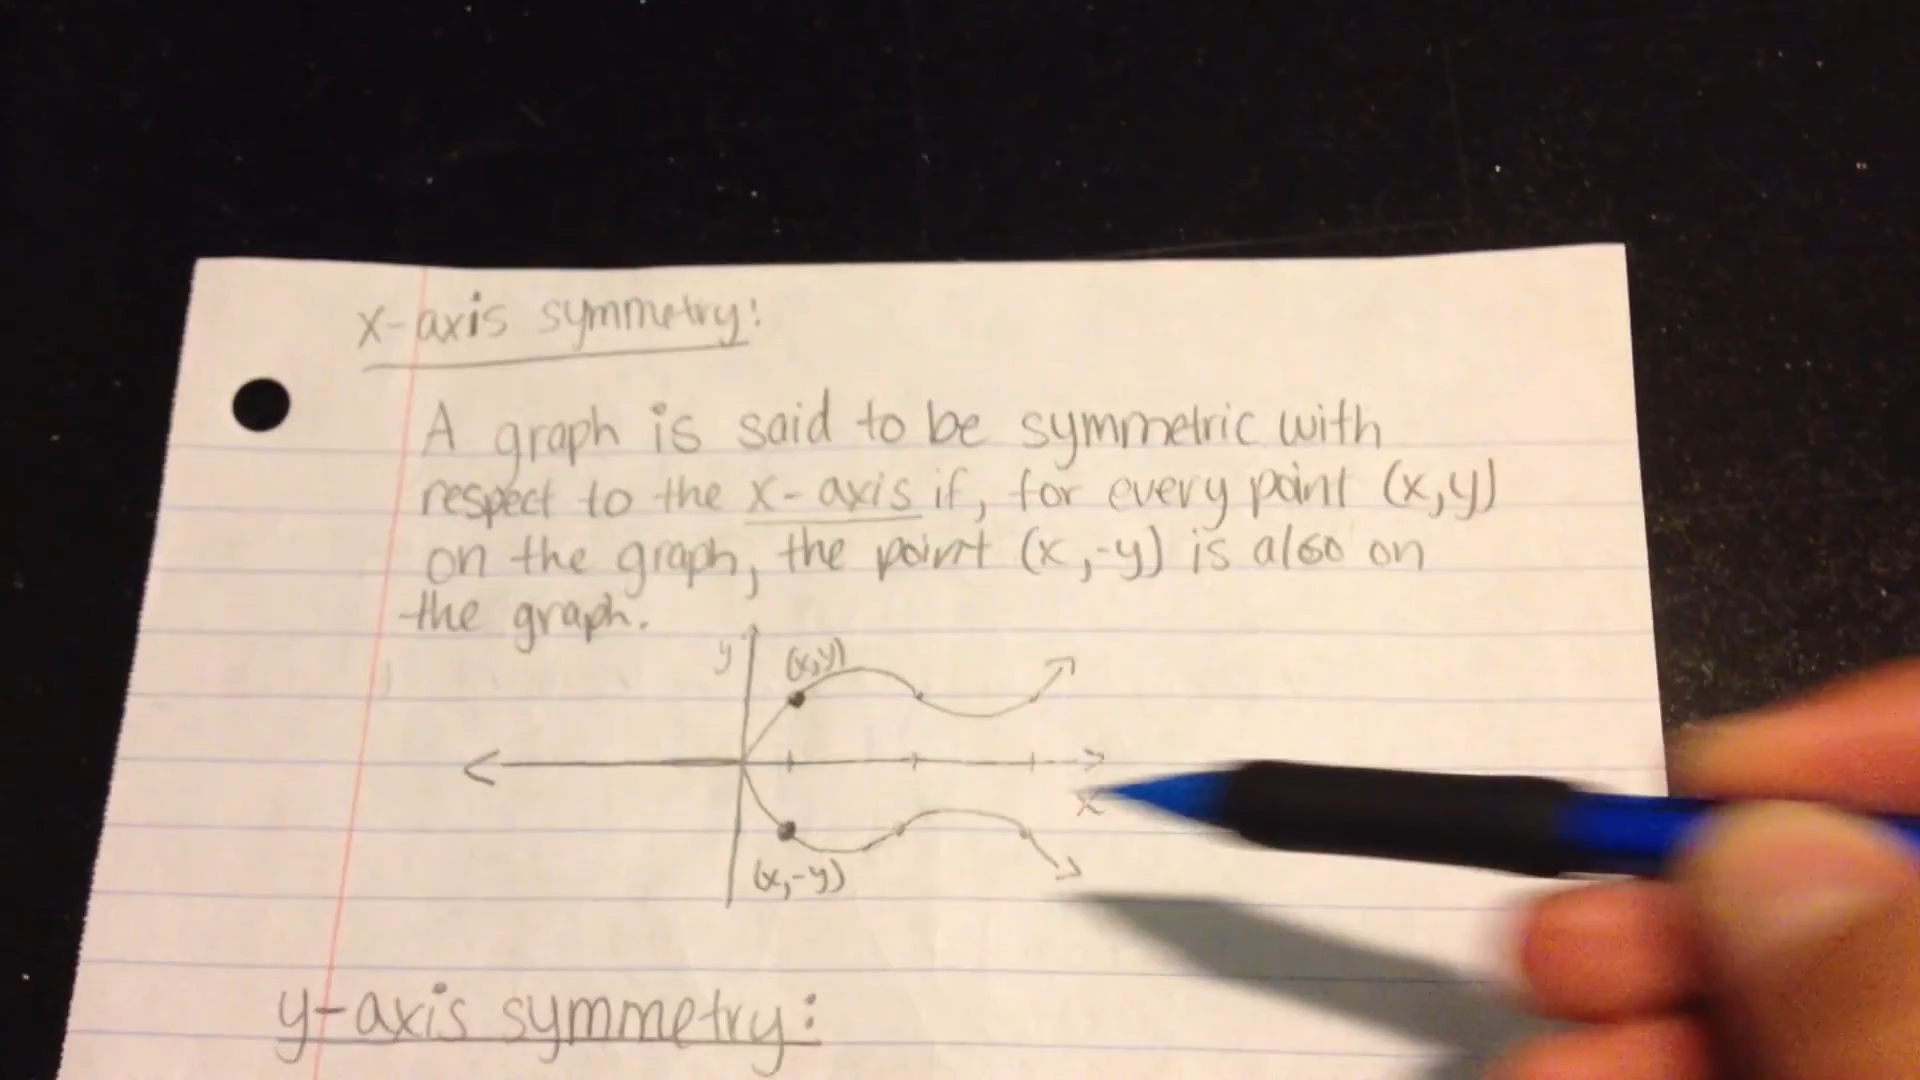 x-axis symmetry:
A graph is said to be symmetric with
respect to the x-axis if, for every point (x,y)
on the graph, the point (x,-y) is also on
the graph.
y
(x,y)
x
(x,-y)
y-axis symmetry: